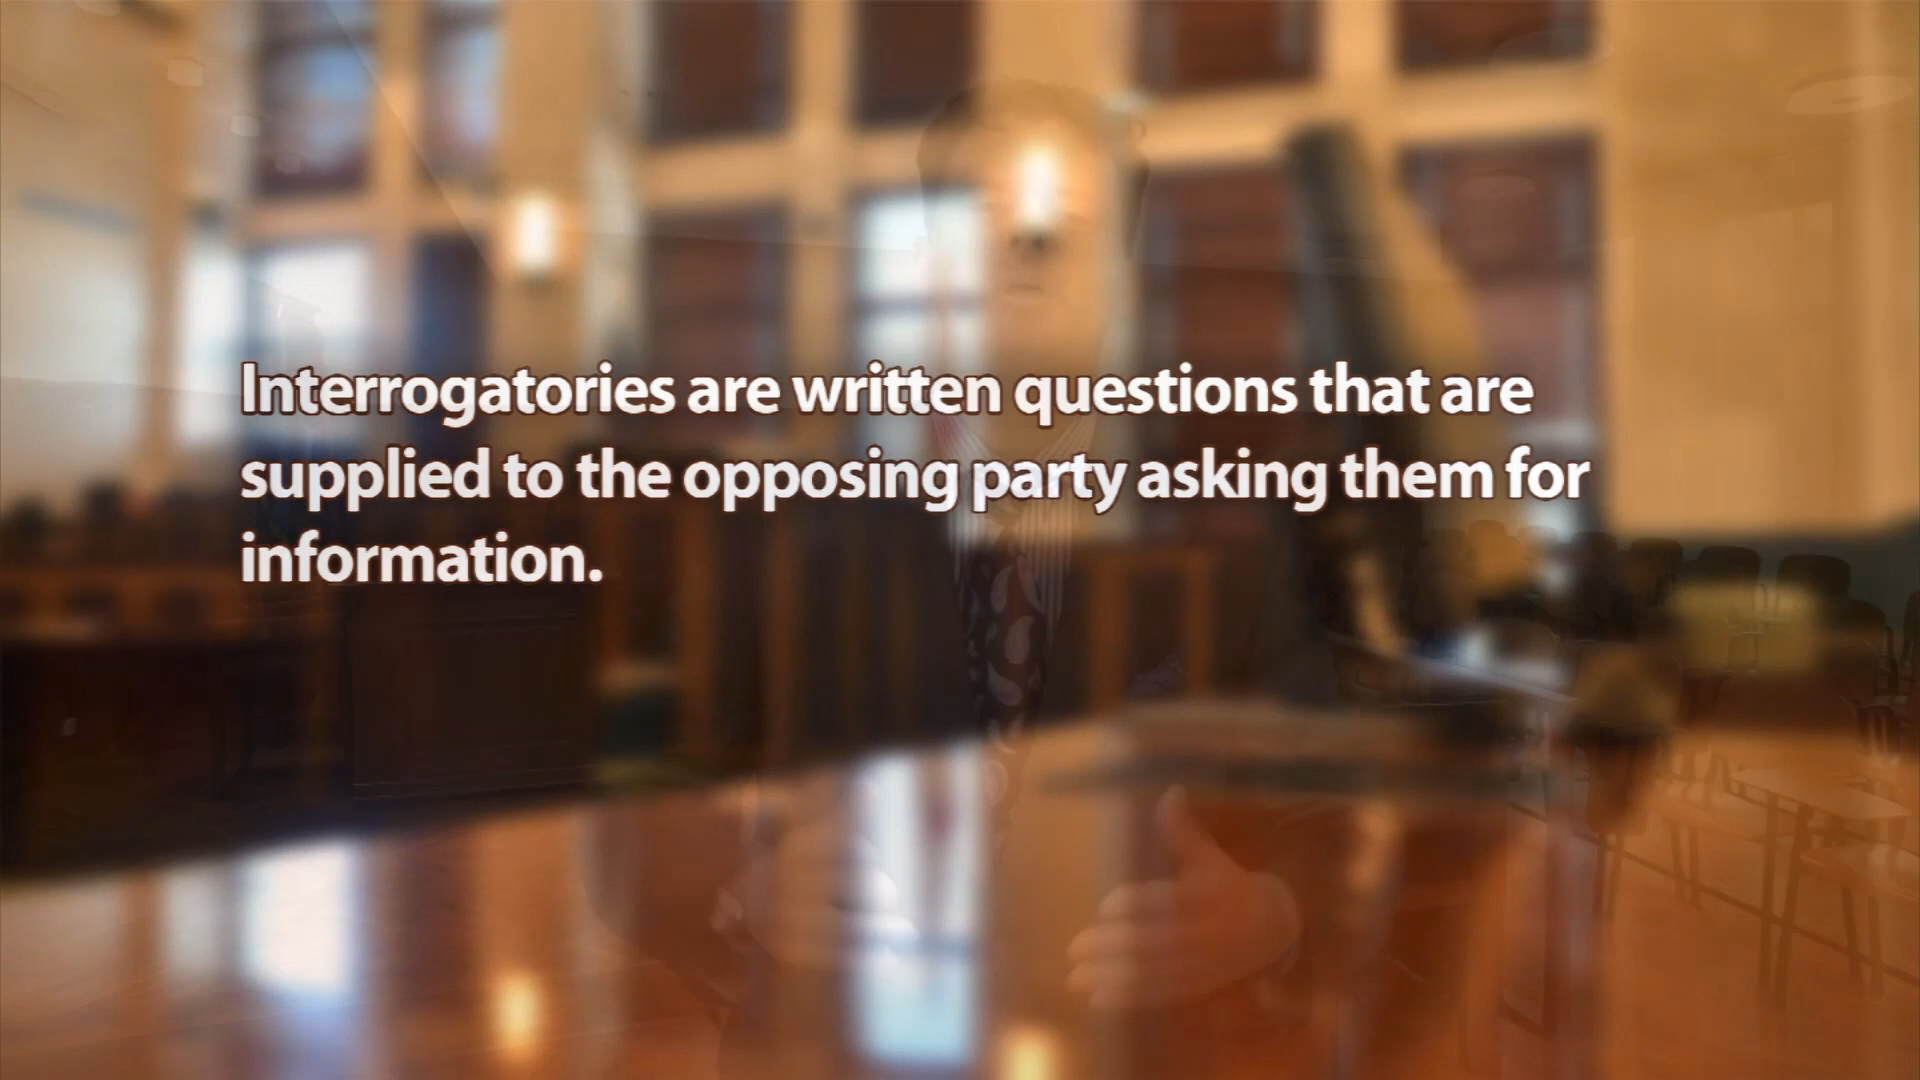 Interrogatories are written questions that are
supplied to the opposing party asking them for
information.